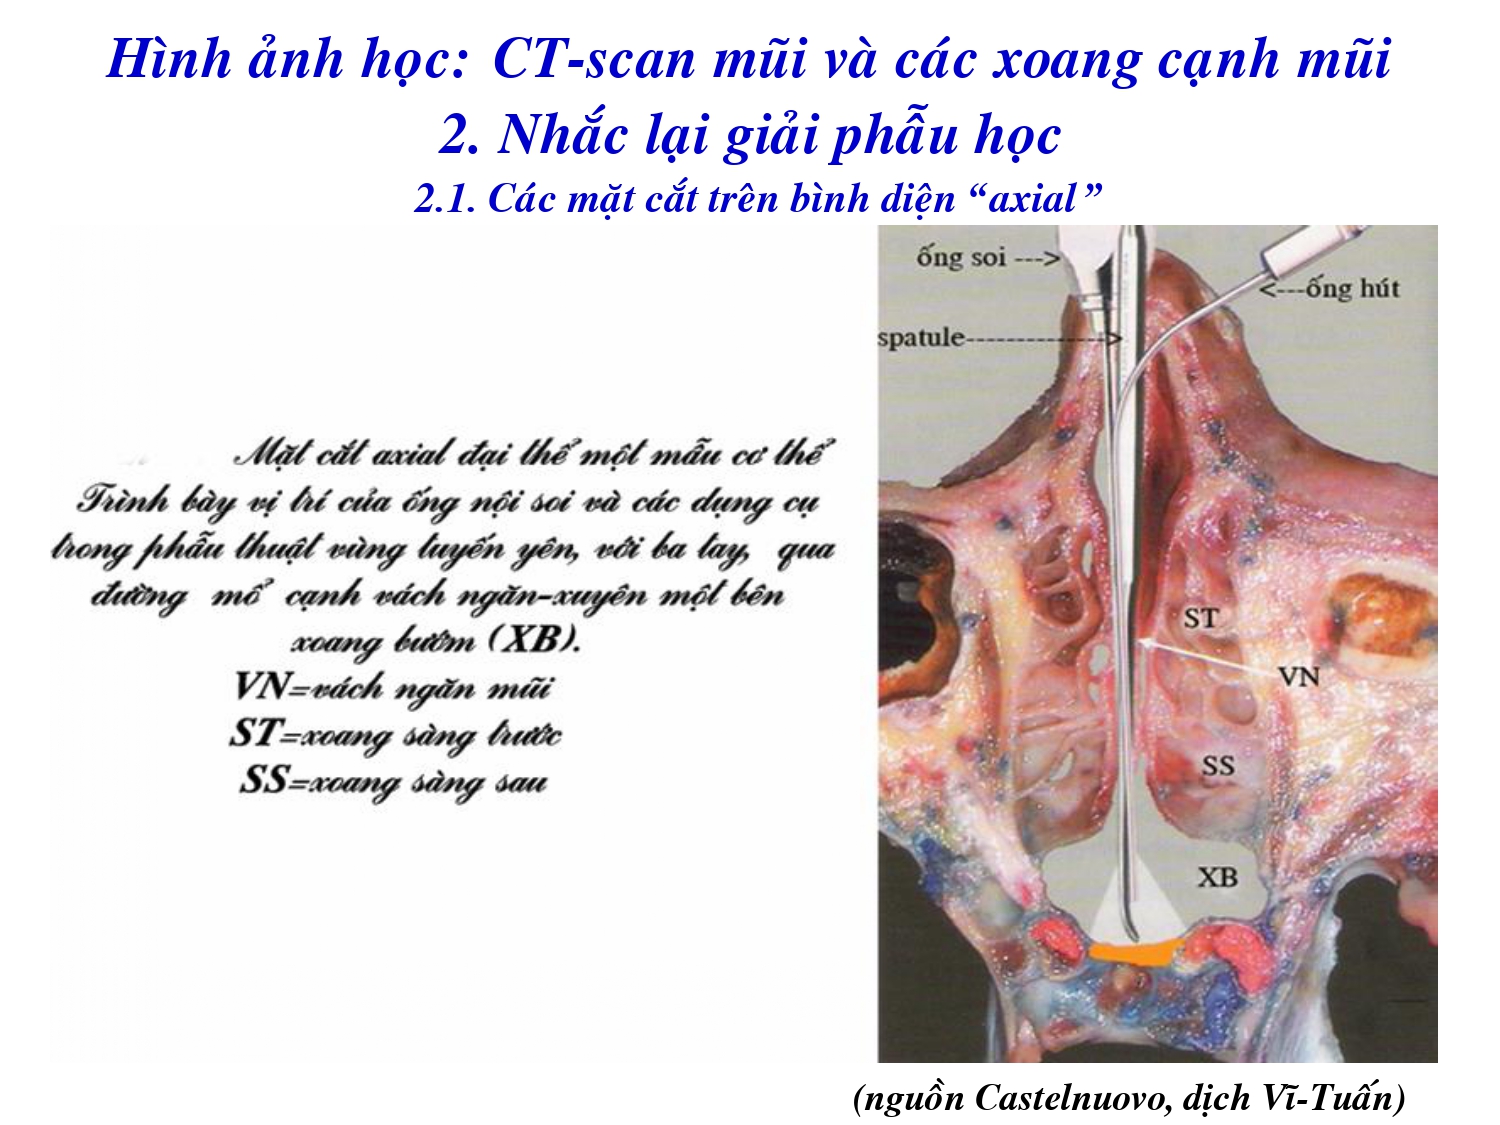 Hình ảnh học: CT-scan mũi và các xoang cạnh mũi
2. Nhắc lại giải phẫu học
2.1. Các mặt cắt trên bình diện “axial”
Mặt cắt axial đại thể một mẫu cơ thể
Trình bày vị trí của ống nội soi và các dụng cụ
trong phẫu thuật vùng tuyến yên, với ba tay, qua
đường mổ cạnh vách ngăn-xuyên một bên
xoang bướm (XB).
VN=vách ngăn mũi
ST=xoang sàng trước
SS=xoang sàng sau
ống soi --->
<---ống hút
spatule-------------->
ST
VN
SS
XB
(nguồn Castelnuovo, dịch Vĩ-Tuấn)